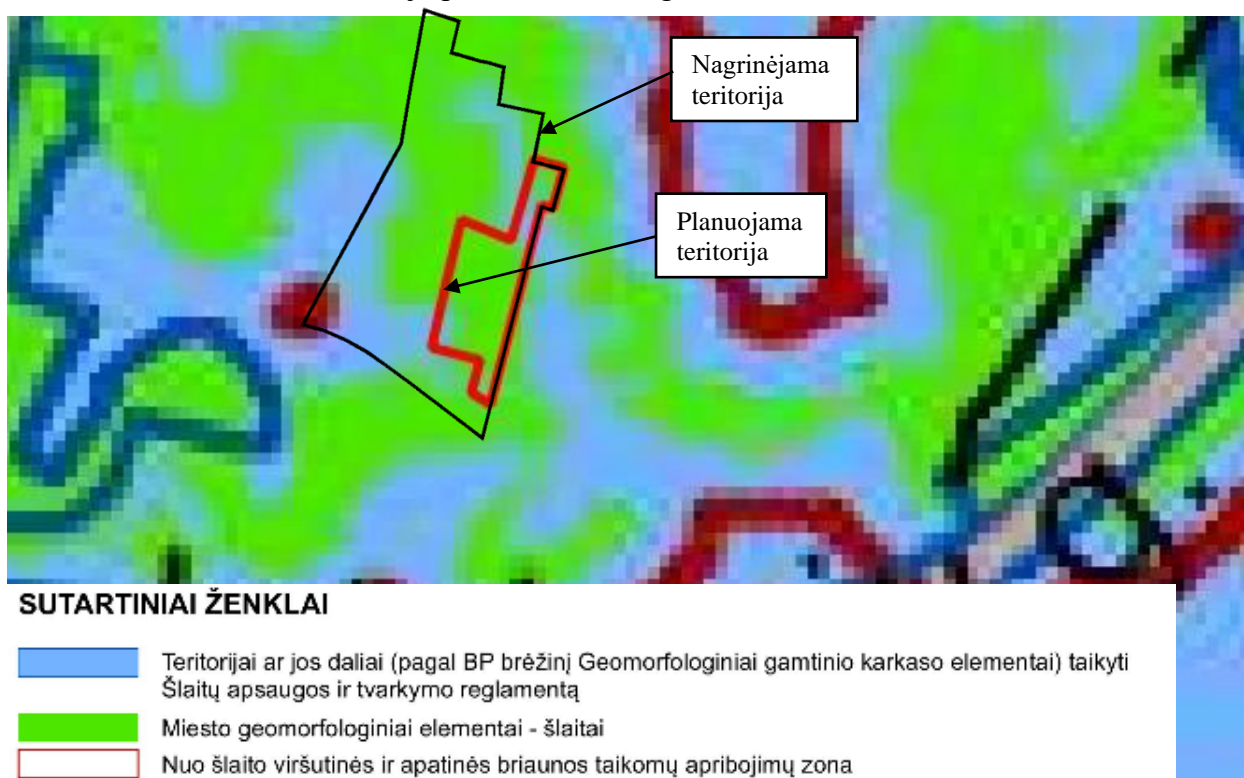 Nagrinėjama
teritorija
Planuojama
teritorija
SUTARTINIAI ŽENKLAI
Teritorijai ar jos daliai (pagal BP brėžinį Geomorfologiniai gamtinio karkaso elementai) taikyti
Šlaitų apsaugos ir tvarkymo reglamentą
Miesto geomorfologiniai elementai - šlaitai
Nuo šlaito viršutinės ir apatinės briaunos taikomų apribojimų zona